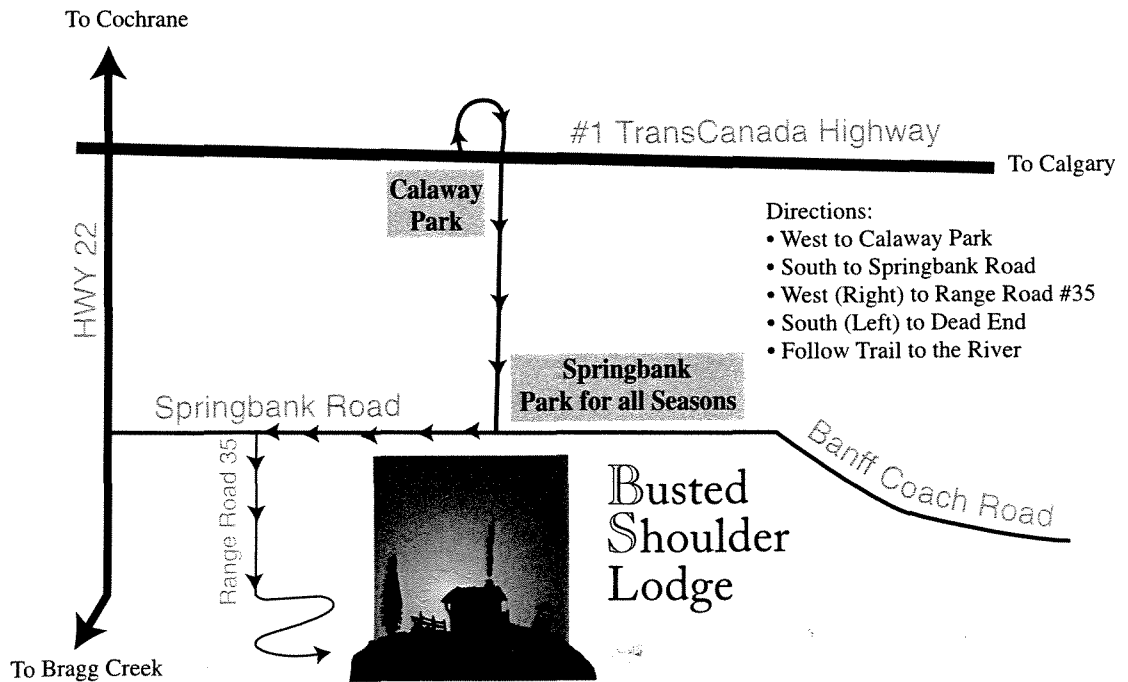 To Cochrane
#1 TransCanada Highway
To Calgary
Calaway
Park
HWY 22
Directions:
• West to Calaway Park
• South to Springbank Road
• West (Right) to Range Road #35
• South (Left) to Dead End
• Follow Trail to the River
Springbank
Park for all Seasons
Springbank Road
Banff Coach Road
Range Road 35
Busted
Shoulder
Lodge
To Bragg Creek